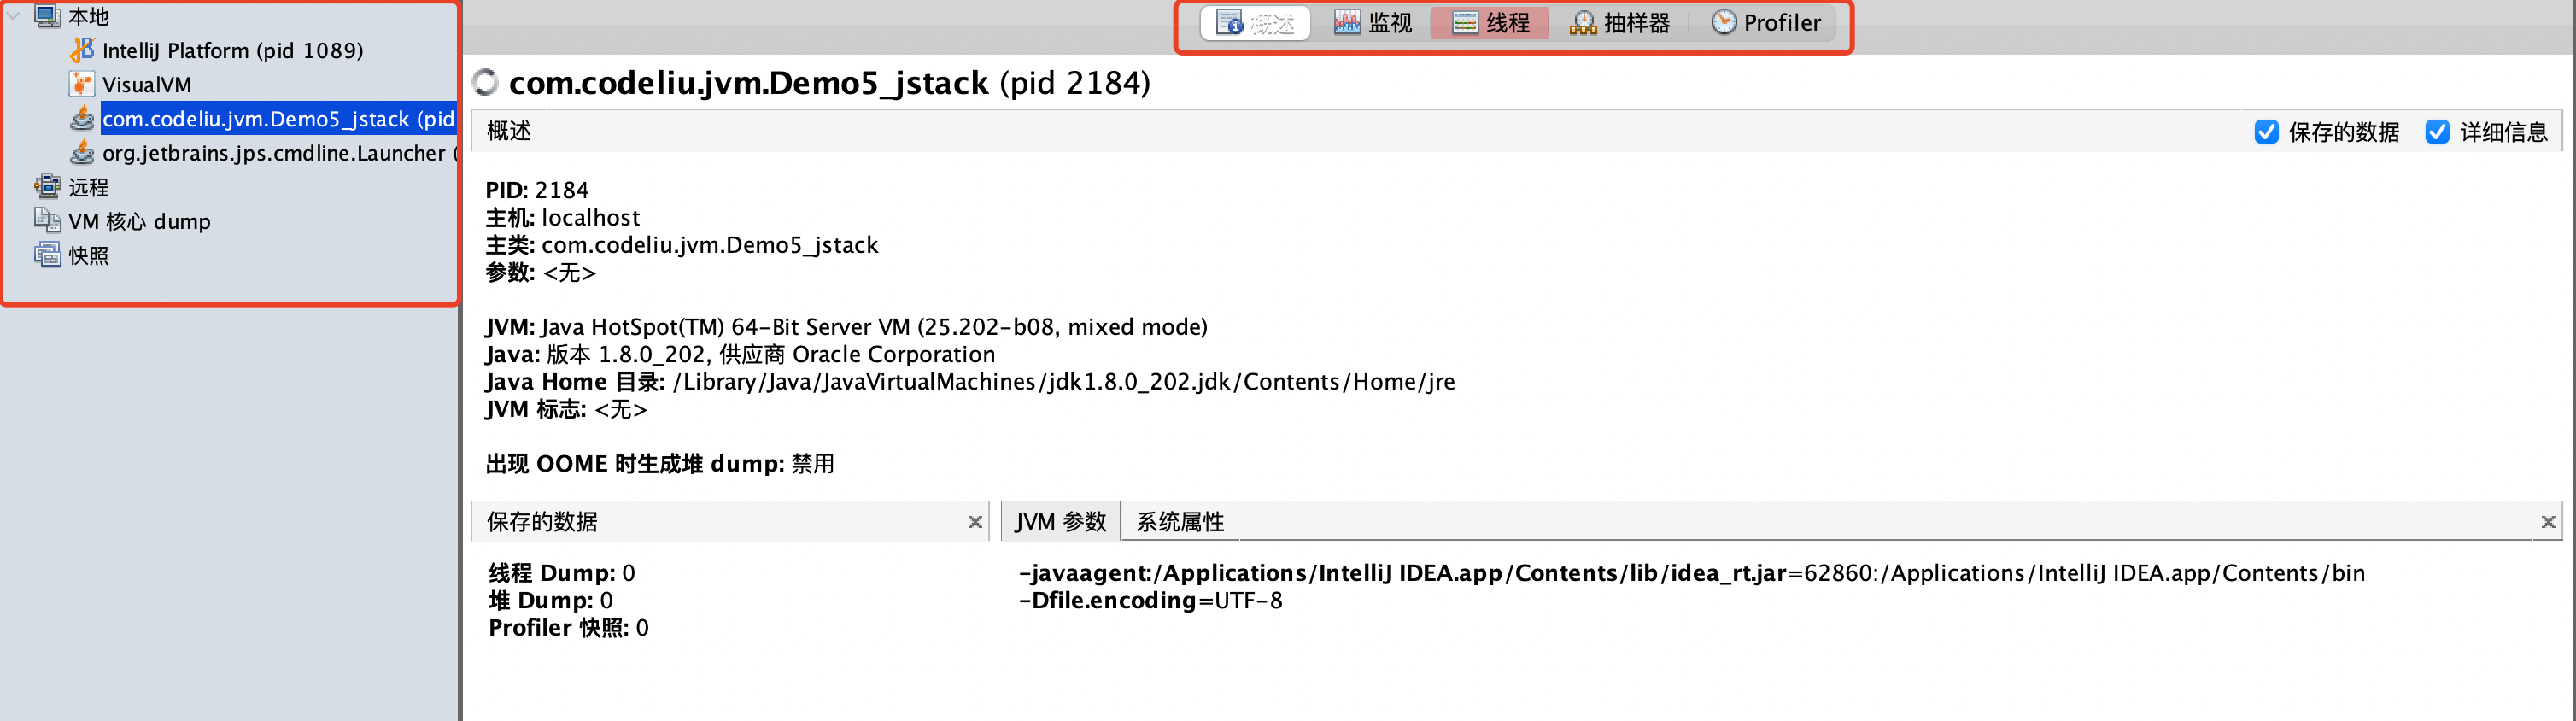 本地
IntelliJ Platform (pid 1089)
VisualVM
com.codeliu.jvm.Demo5_jstack (pid
org.jetbrains.jps.cmdline.Launcher (
远程
VM 核心 dump
快照
概述 监视 线程 抽样器 Profiler
com.codeliu.jvm.Demo5_jstack (pid 2184)
概述 保存的数据 详细信息
PID: 2184
主机: localhost
主类: com.codeliu.jvm.Demo5_jstack
参数: <无>
JVM: Java HotSpot(TM) 64-Bit Server VM (25.202-b08, mixed mode)
Java: 版本 1.8.0_202, 供应商 Oracle Corporation
Java Home 目录: /Library/Java/JavaVirtualMachines/jdk1.8.0_202.jdk/Contents/Home/jre
JVM 标志: <无>
出现 OOME 时生成堆 dump: 禁用
保存的数据
线程 Dump: 0
堆 Dump: 0
Profiler 快照: 0
JVM 参数 系统属性
-javaagent:/Applications/IntelliJ IDEA.app/Contents/lib/idea_rt.jar=62860:/Applications/IntelliJ IDEA.app/Contents/bin
-Dfile.encoding=UTF-8